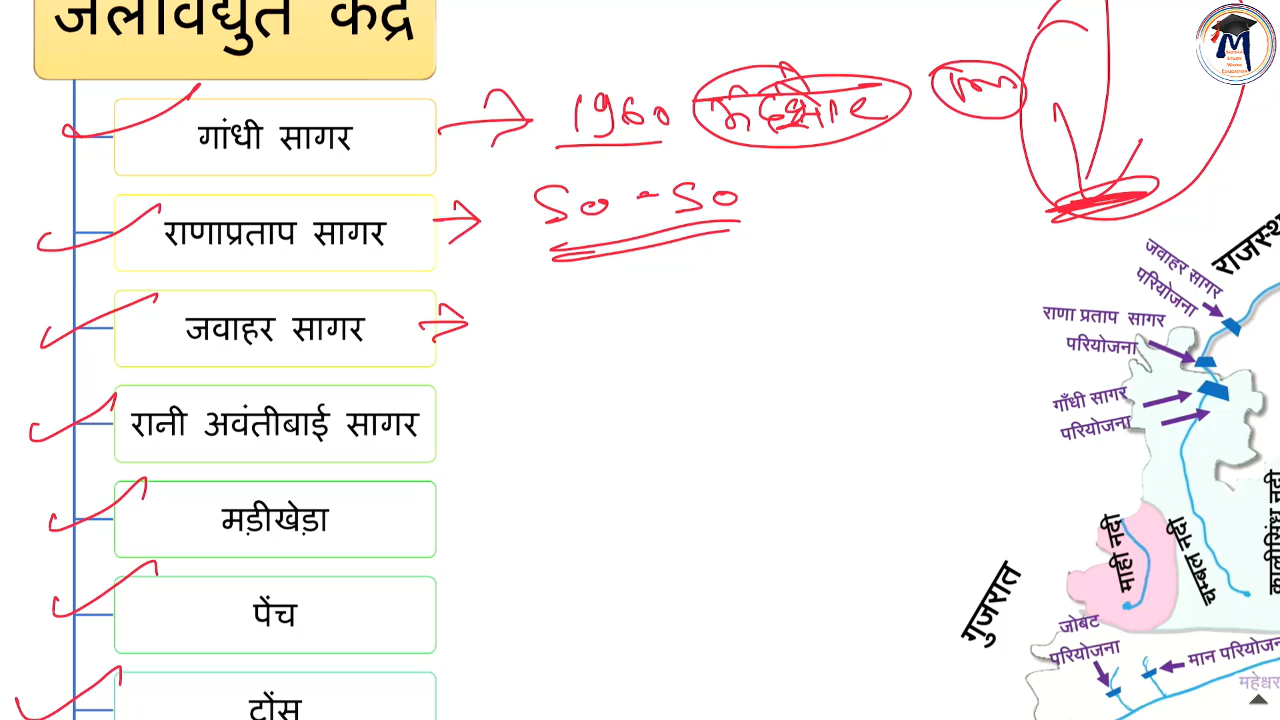 जलविद्युत केंद्र
गांधी सागर
1960 मंदसौर
राणाप्रताप सागर
50-50
जवाहर सागर
रानी अवंतीबाई सागर
मड़ीखेड़ा
पेंच
टोंस
राजस्थ
जवाहर सागर
परियोजना
राणा प्रताप सागर
परियोजना
गाँधी सागर
परियोजना
माही नदी
चम्बल नदी
कालीसिंध नदी
गुजरात
जोबट
परियोजना
मान परियोजन
महेश्वर